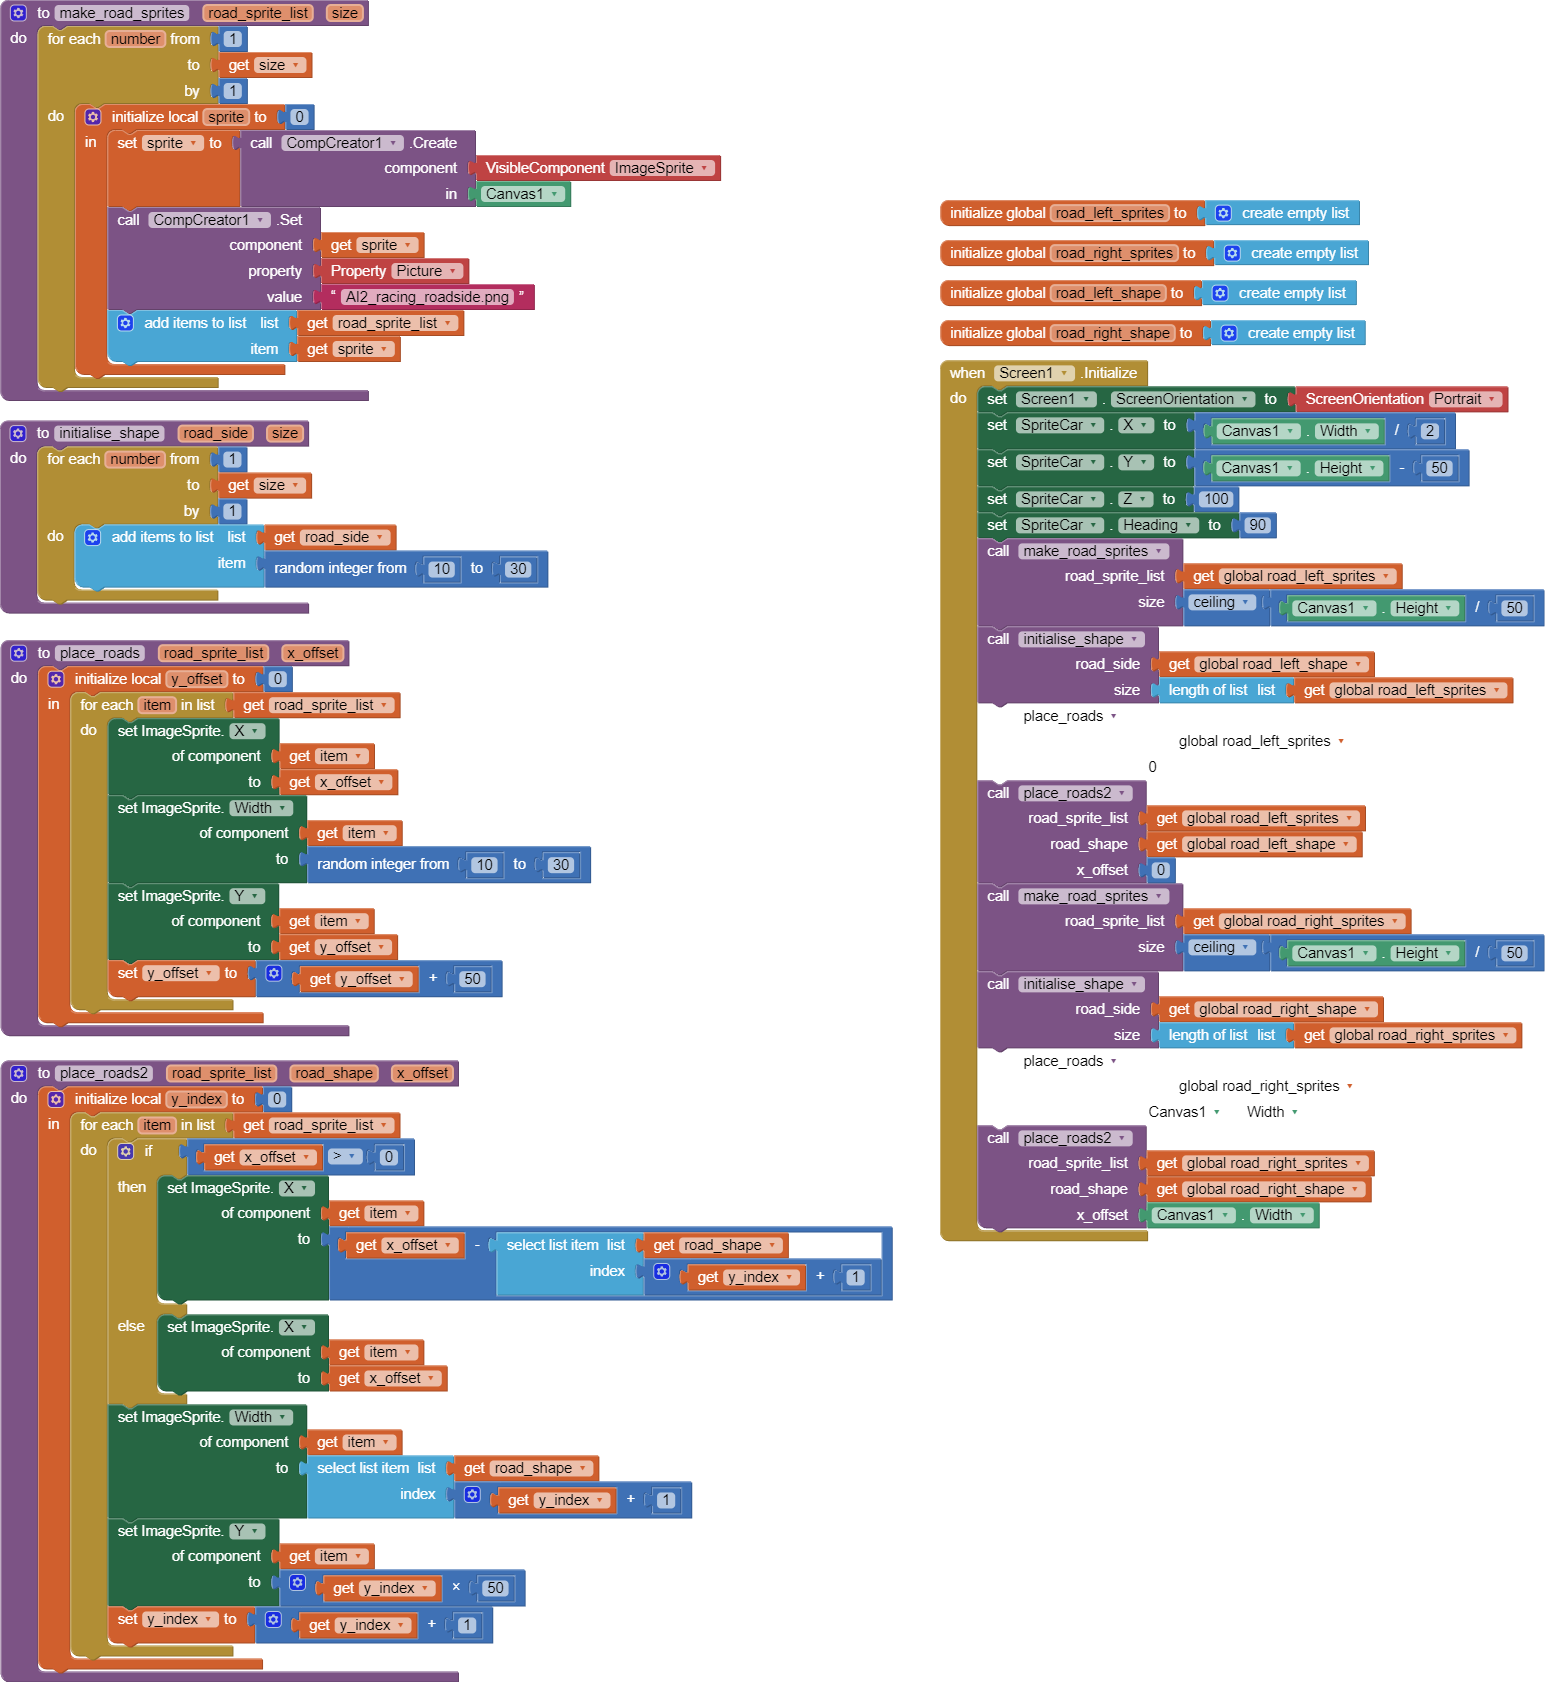 to make_road_sprites road_sprite_list size
do for each number from 1
to get size
by 1
do initialize local sprite to 0
in set sprite to call CompCreator1 .Create
component VisibleComponent ImageSprite
in Canvas1
call CompCreator1 .Set
component get sprite
property Property Picture
value “ AI2_racing_roadside.png ”
add items to list list get road_sprite_list
item get sprite
to initialise_shape road_side size
do for each number from 1
to get size
by 1
do add items to list list get road_side
item random integer from 10 to 30
to place_roads road_sprite_list x_offset
do initialize local y_offset to 0
in for each item in list get road_sprite_list
do set ImageSprite. X
of component get item
to get x_offset
set ImageSprite. Width
of component get item
to random integer from 10 to 30
set ImageSprite. Y
of component get item
to get y_offset
set y_offset to get y_offset + 50
to place_roads2 road_sprite_list road_shape x_offset
do initialize local y_index to 0
in for each item in list get road_sprite_list
do if get x_offset > 0
then set ImageSprite. X
of component get item
to get x_offset - select list item list get road_shape
index get y_index + 1
else set ImageSprite. X
of component get item
to get x_offset
set ImageSprite. Width
of component get item
to select list item list get road_shape
index get y_index + 1
set ImageSprite. Y
of component get item
to get y_index × 50
set y_index to get y_index + 1
initialize global road_left_sprites to create empty list
initialize global road_right_sprites to create empty list
initialize global road_left_shape to create empty list
initialize global road_right_shape to create empty list
when Screen1 .Initialize
do set Screen1 . ScreenOrientation to ScreenOrientation Portrait
set SpriteCar . X to Canvas1 . Width / 2
set SpriteCar . Y to Canvas1 . Height - 50
set SpriteCar . Z to 100
set SpriteCar . Heading to 90
call make_road_sprites
road_sprite_list get global road_left_sprites
size ceiling Canvas1 . Height / 50
call initialise_shape
road_side get global road_left_shape
size length of list list get global road_left_sprites
place_roads
global road_left_sprites
0
call place_roads2
road_sprite_list get global road_left_sprites
road_shape get global road_left_shape
x_offset 0
call make_road_sprites
road_sprite_list get global road_right_sprites
size ceiling Canvas1 . Height / 50
call initialise_shape
road_side get global road_right_shape
size length of list list get global road_right_sprites
place_roads
global road_right_sprites
Canvas1 Width
call place_roads2
road_sprite_list get global road_right_sprites
road_shape get global road_right_shape
x_offset Canvas1 . Width